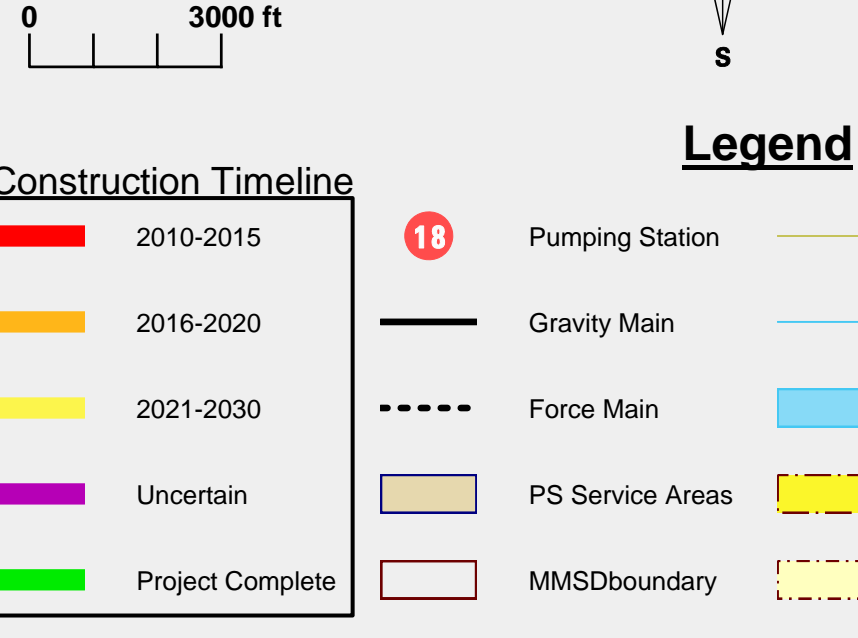 0 3000 ft
S
Legend
Construction Timeline
2010-2015
2016-2020
2021-2030
Uncertain
Project Complete
18 Pumping Station
Gravity Main
Force Main
PS Service Areas
MMSDboundary